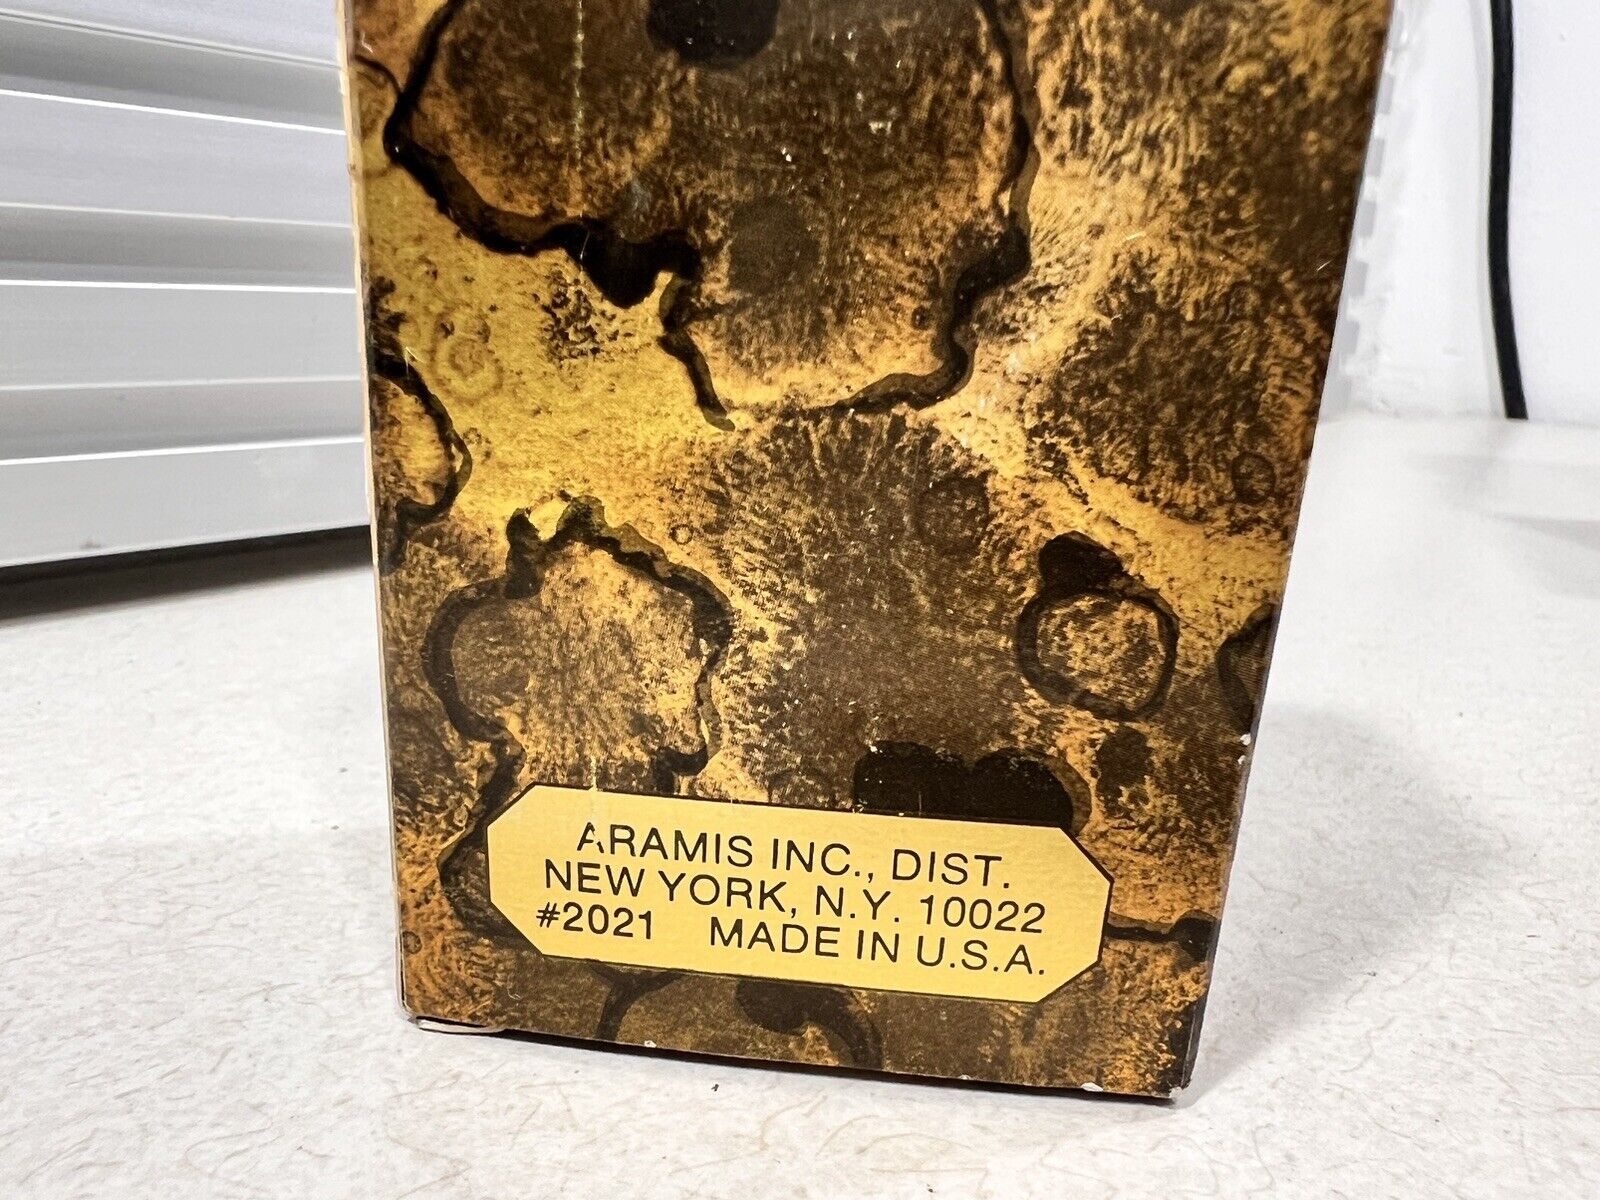 ARAMIS INC., DIST.
NEW YORK, N.Y. 10022
#2021 MADE IN U.S.A.